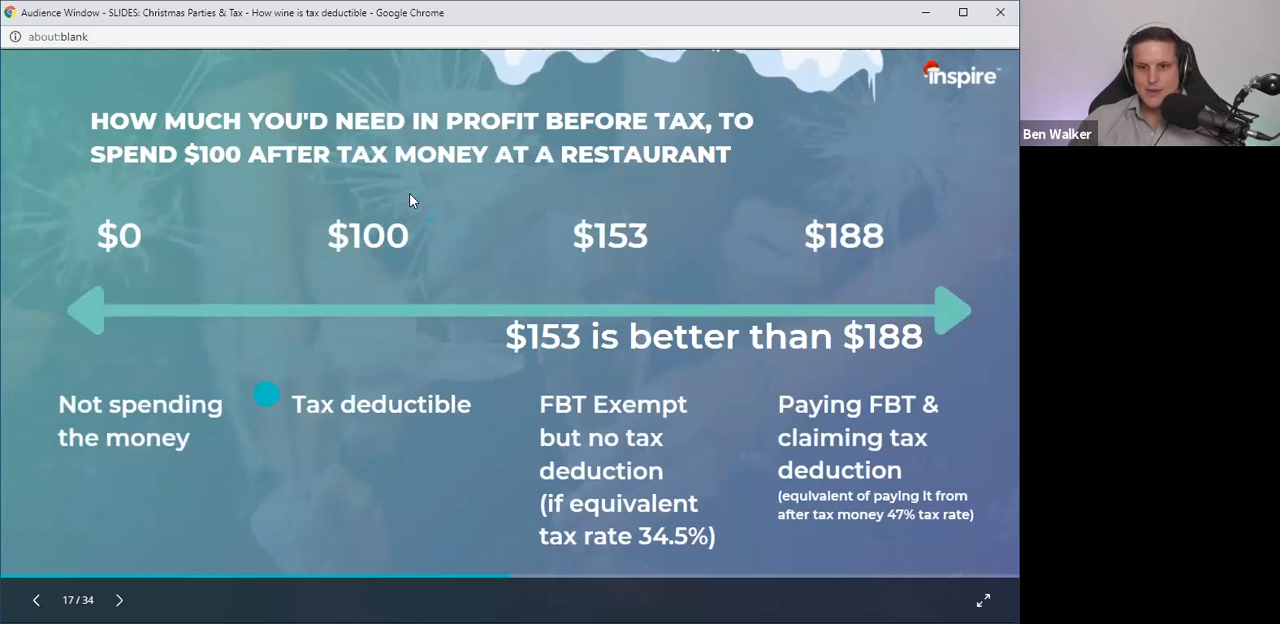 Audience Window - SLIDES: Christmas Parties & Tax - How wine is tax deductible - Google Chrome
about:blank
inspire™
Ben Walker
HOW MUCH YOU'D NEED IN PROFIT BEFORE TAX, TO
SPEND $100 AFTER TAX MONEY AT A RESTAURANT
$0
$100
$153
$188
$153 is better than $188
Not spending
the money
Tax deductible
FBT Exempt
but no tax
deduction
(if equivalent
tax rate 34.5%)
Paying FBT &
claiming tax
deduction
(equivalent of paying it from
after tax money 47% tax rate)
17 / 34